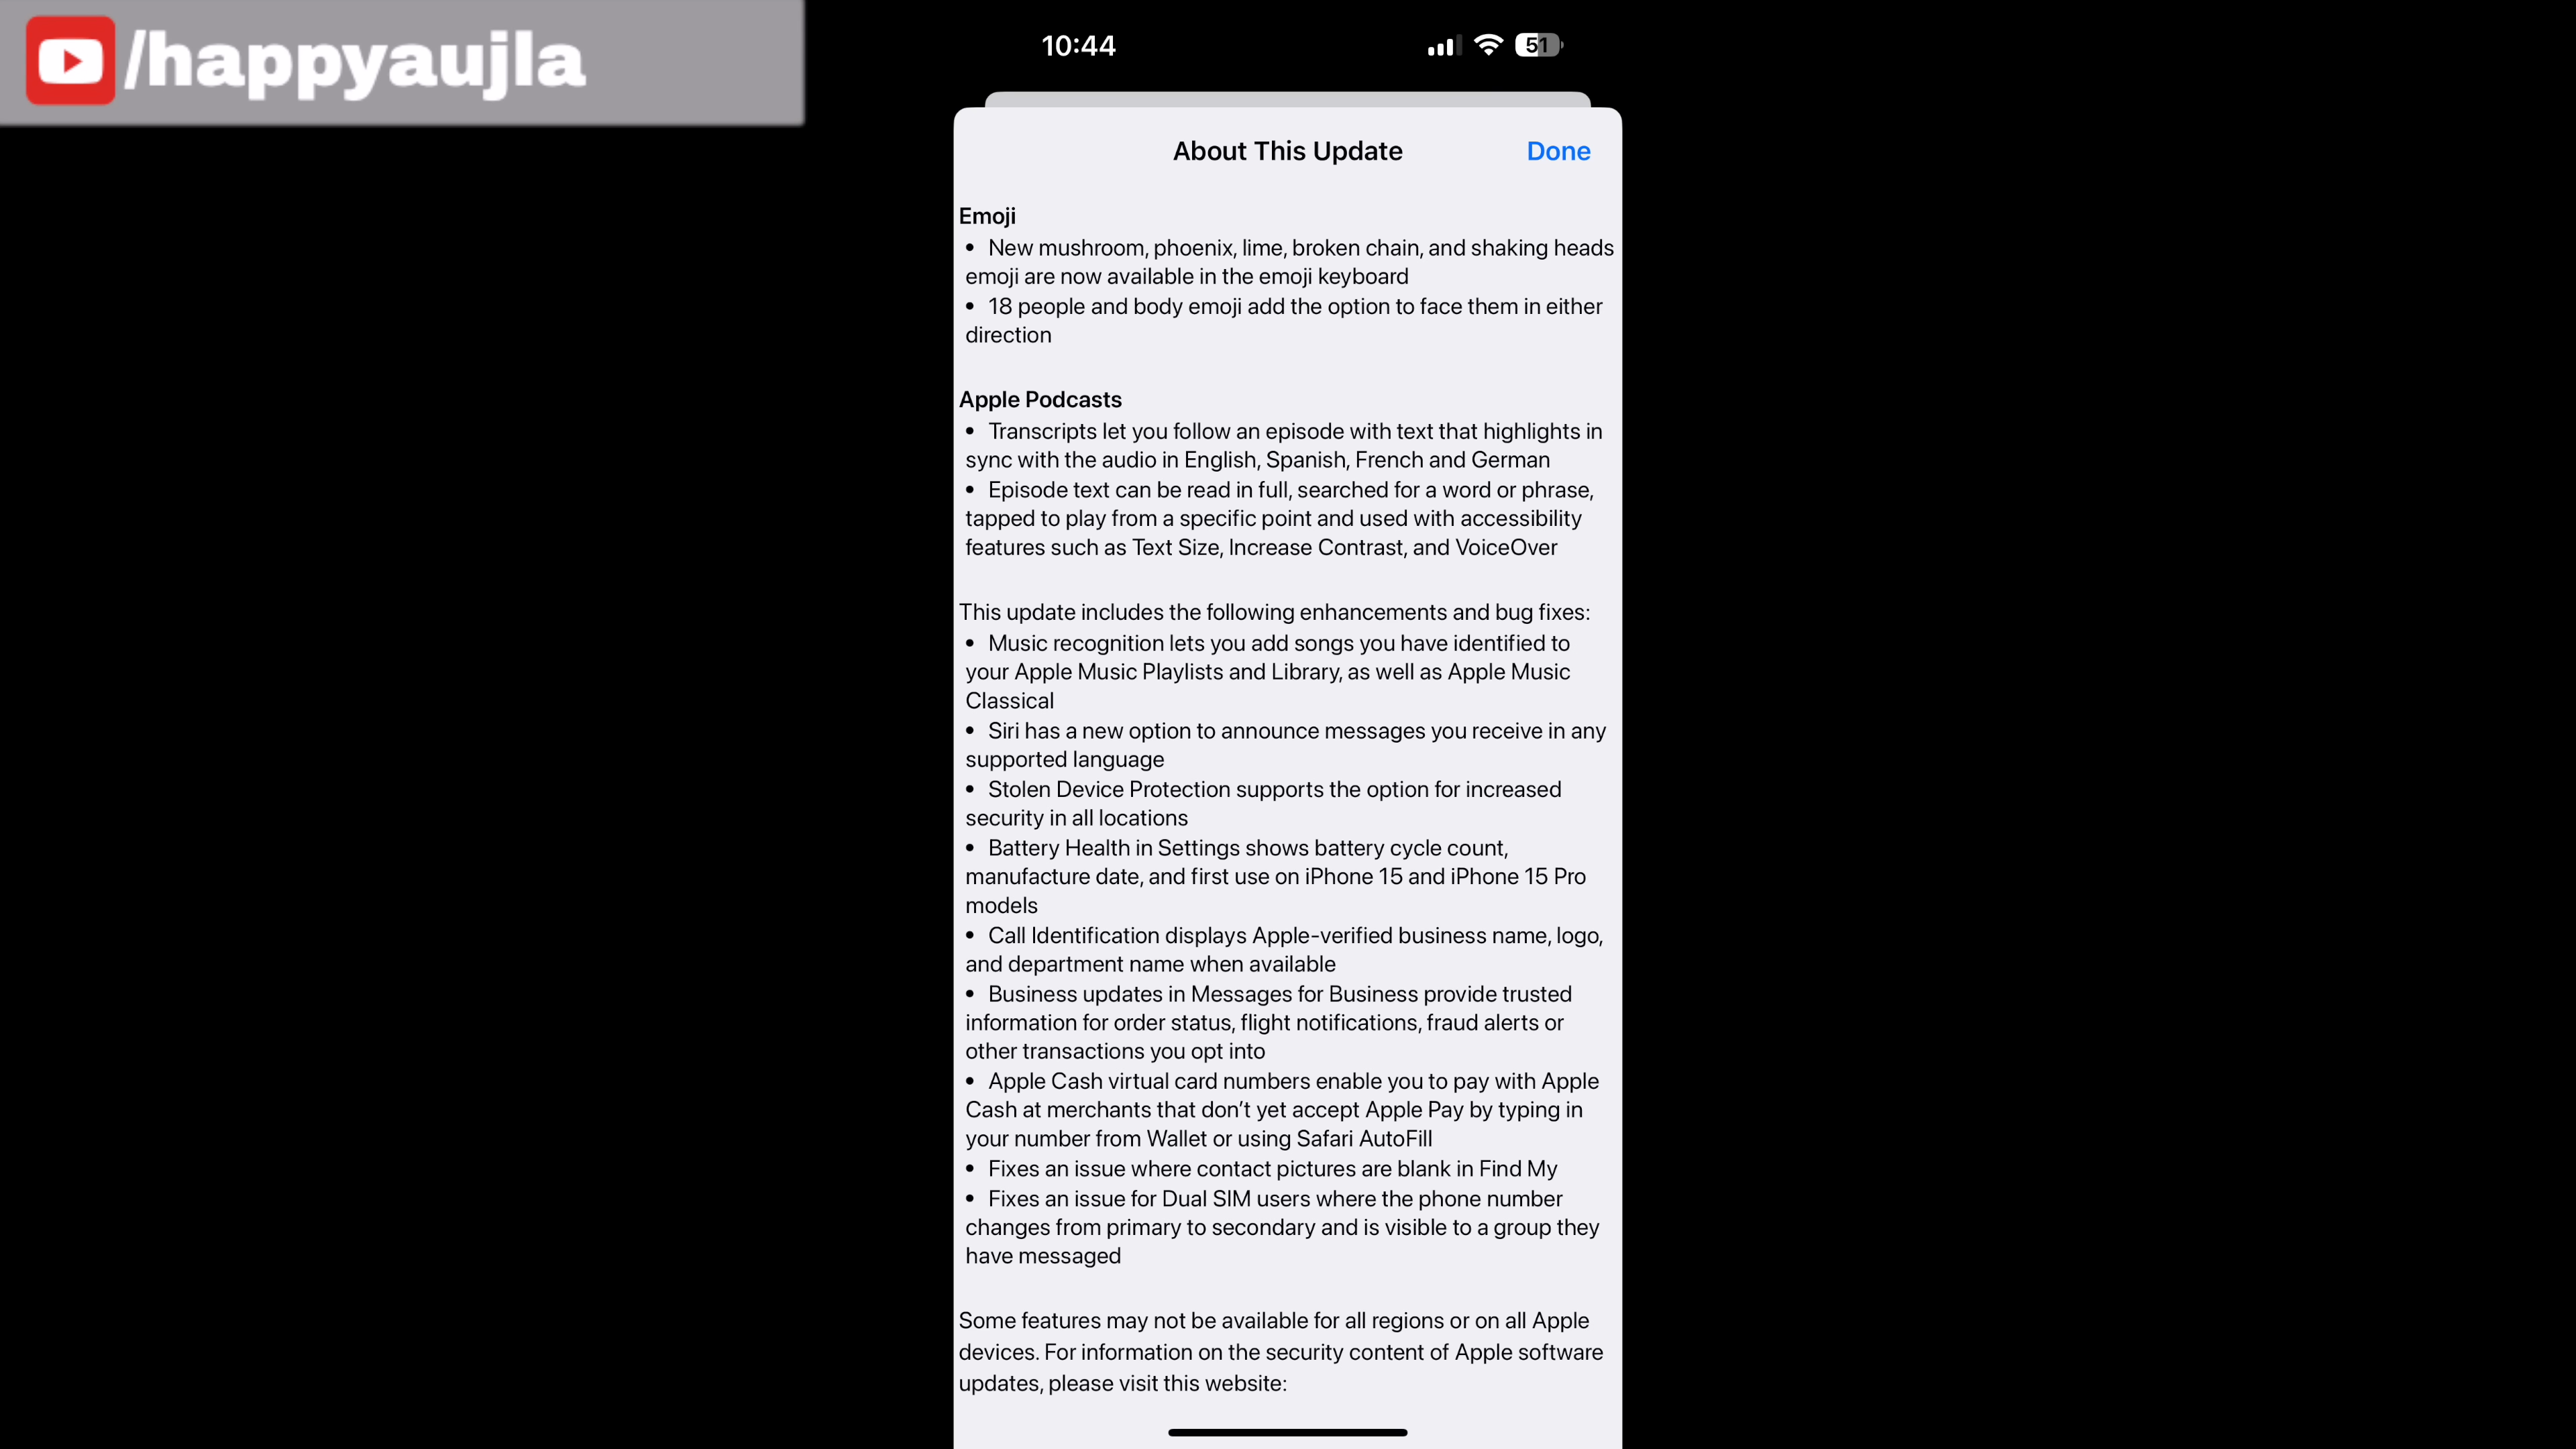 /happyaujla
10:44
51
About This Update
Done
Emoji
• New mushroom, phoenix, lime, broken chain, and shaking heads
emoji are now available in the emoji keyboard
• 18 people and body emoji add the option to face them in either
direction
Apple Podcasts
• Transcripts let you follow an episode with text that highlights in
sync with the audio in English, Spanish, French and German
• Episode text can be read in full, searched for a word or phrase,
tapped to play from a specific point and used with accessibility
features such as Text Size, Increase Contrast, and VoiceOver
This update includes the following enhancements and bug fixes:
• Music recognition lets you add songs you have identified to
your Apple Music Playlists and Library, as well as Apple Music
Classical
• Siri has a new option to announce messages you receive in any
supported language
• Stolen Device Protection supports the option for increased
security in all locations
• Battery Health in Settings shows battery cycle count,
manufacture date, and first use on iPhone 15 and iPhone 15 Pro
models
• Call Identification displays Apple-verified business name, logo,
and department name when available
• Business updates in Messages for Business provide trusted
information for order status, flight notifications, fraud alerts or
other transactions you opt into
• Apple Cash virtual card numbers enable you to pay with Apple
Cash at merchants that don’t yet accept Apple Pay by typing in
your number from Wallet or using Safari AutoFill
• Fixes an issue where contact pictures are blank in Find My
• Fixes an issue for Dual SIM users where the phone number
changes from primary to secondary and is visible to a group they
have messaged
Some features may not be available for all regions or on all Apple
devices. For information on the security content of Apple software
updates, please visit this website: